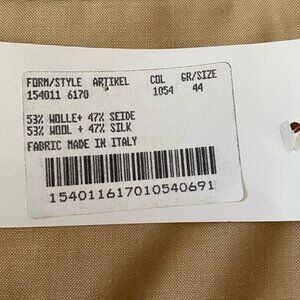 FORM/STYLE ARTIKEL COL GR/SIZE
154011 6170 1054 44
53% WOLLE+ 47% SEIDE
53% WOOL + 47% SILK
FABRIC MADE IN ITALY
154011617010540691